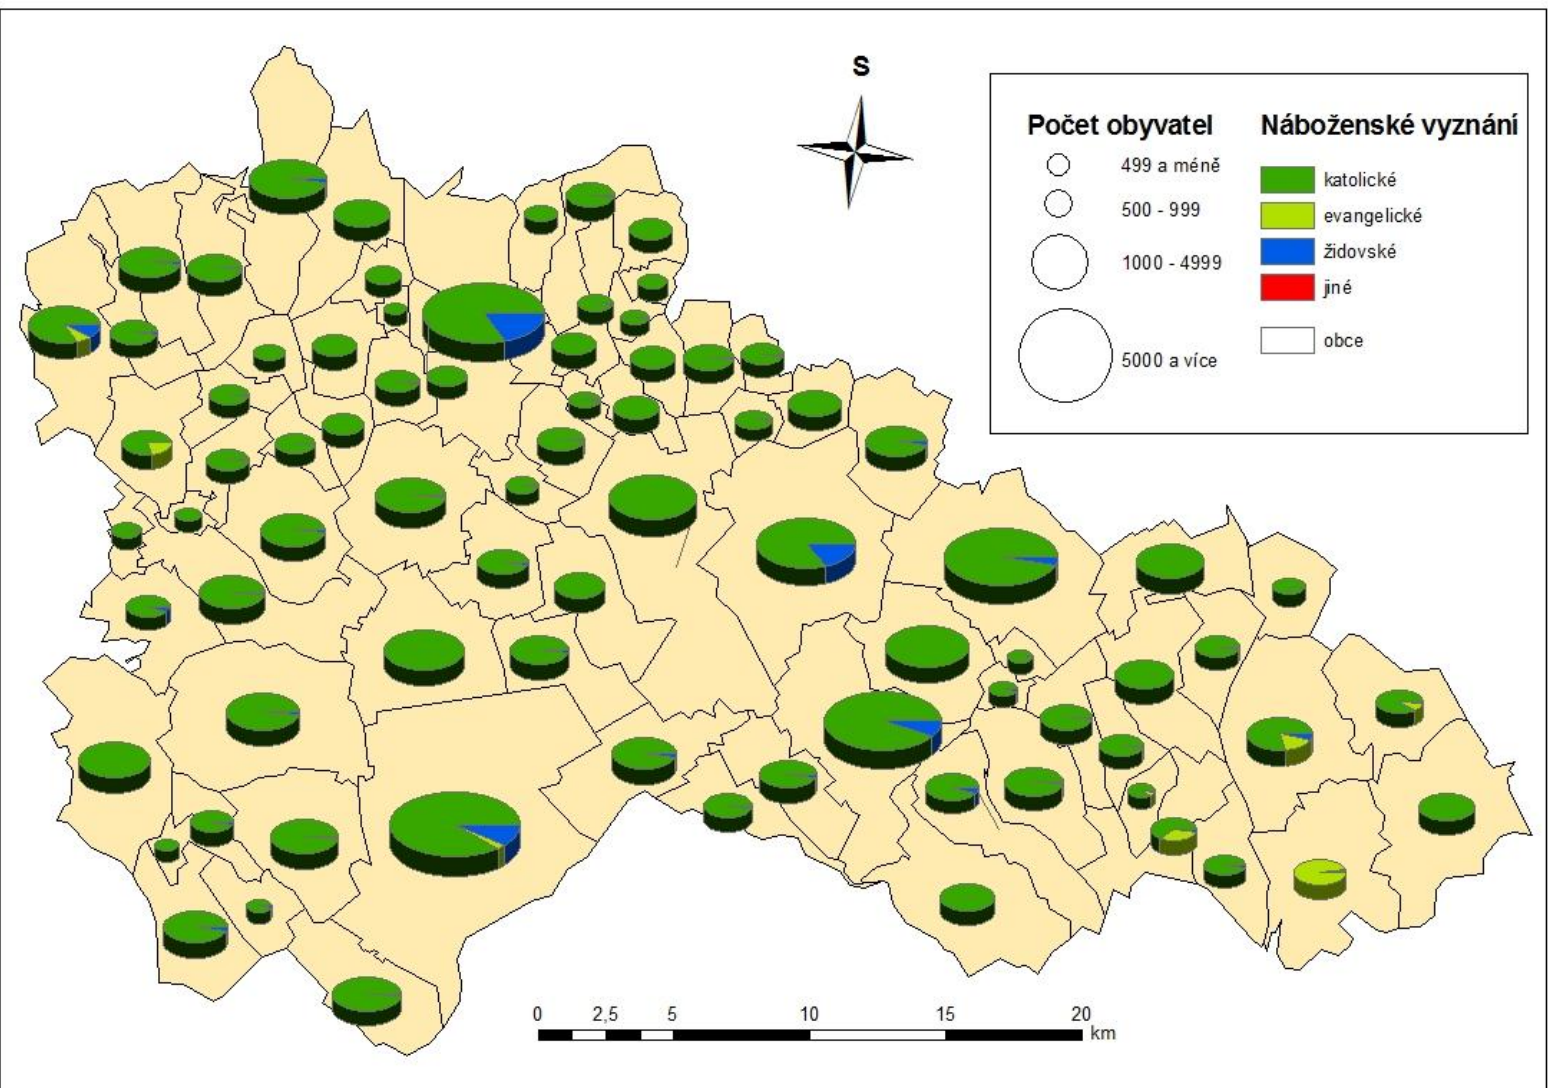 S
Počet obyvatel
499 a méně
500 - 999
1000 - 4999
5000 a více
Náboženské vyznání
katolické
evangelické
židovské
jiné
obce
0 2,5 5 10 15 20
km